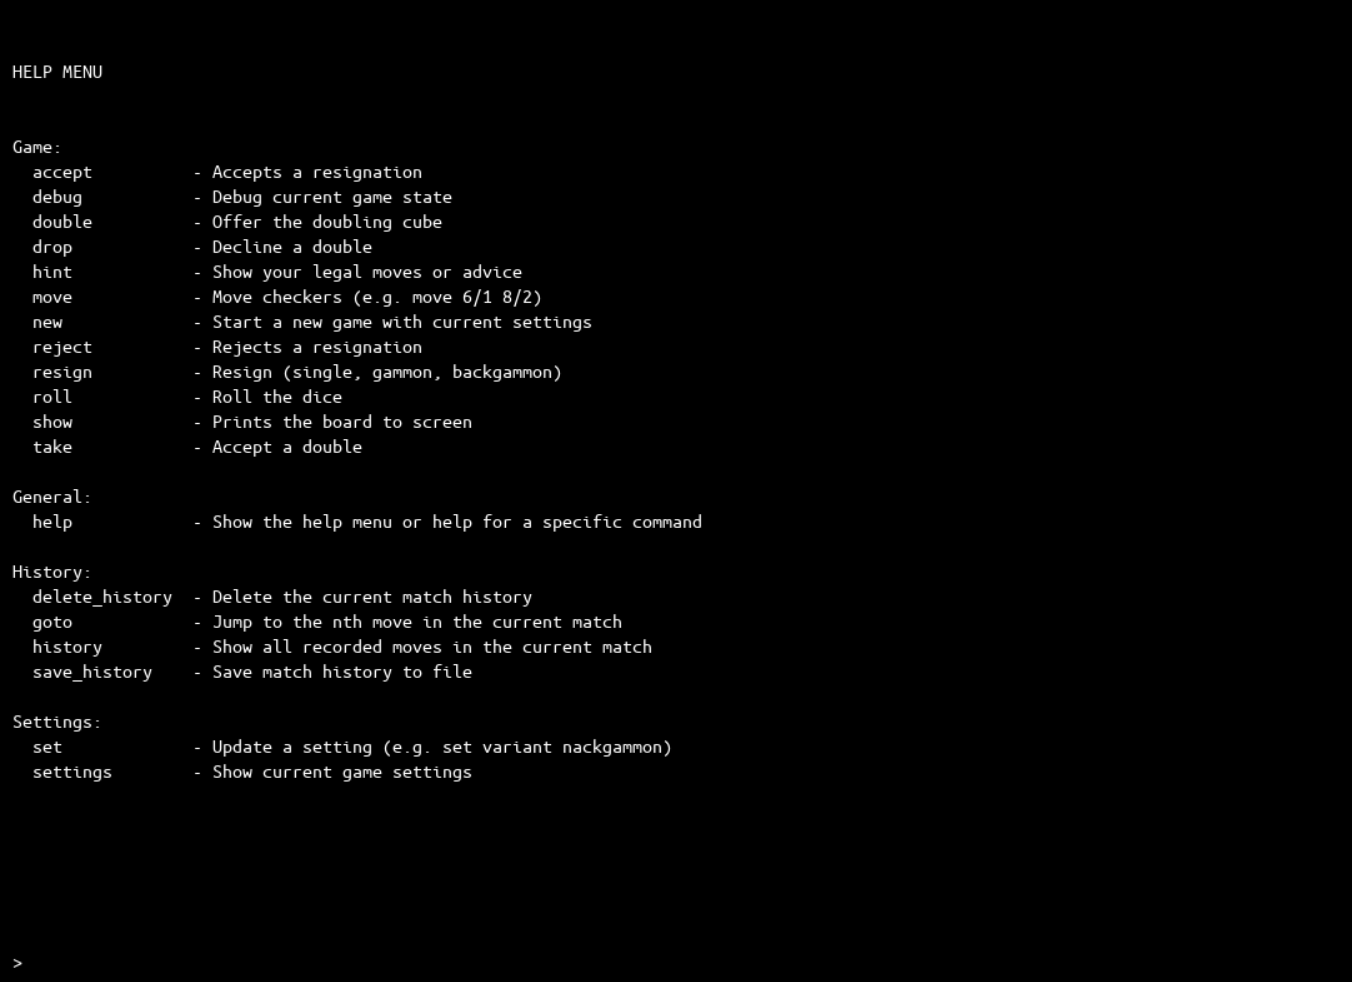 HELP MENU
Game:
  accept          - Accepts a resignation
  debug           - Debug current game state
  double          - Offer the doubling cube
  drop            - Decline a double
  hint            - Show your legal moves or advice
  move            - Move checkers (e.g. move 6/1 8/2)
  new             - Start a new game with current settings
  reject          - Rejects a resignation
  resign          - Resign (single, gammon, backgammon)
  roll            - Roll the dice
  show            - Prints the board to screen
  take            - Accept a double
General:
  help            - Show the help menu or help for a specific command
History:
  delete_history  - Delete the current match history
  goto            - Jump to the nth move in the current match
  history         - Show all recorded moves in the current match
  save_history    - Save match history to file
Settings:
  set             - Update a setting (e.g. set variant nackgammon)
  settings        - Show current game settings
>